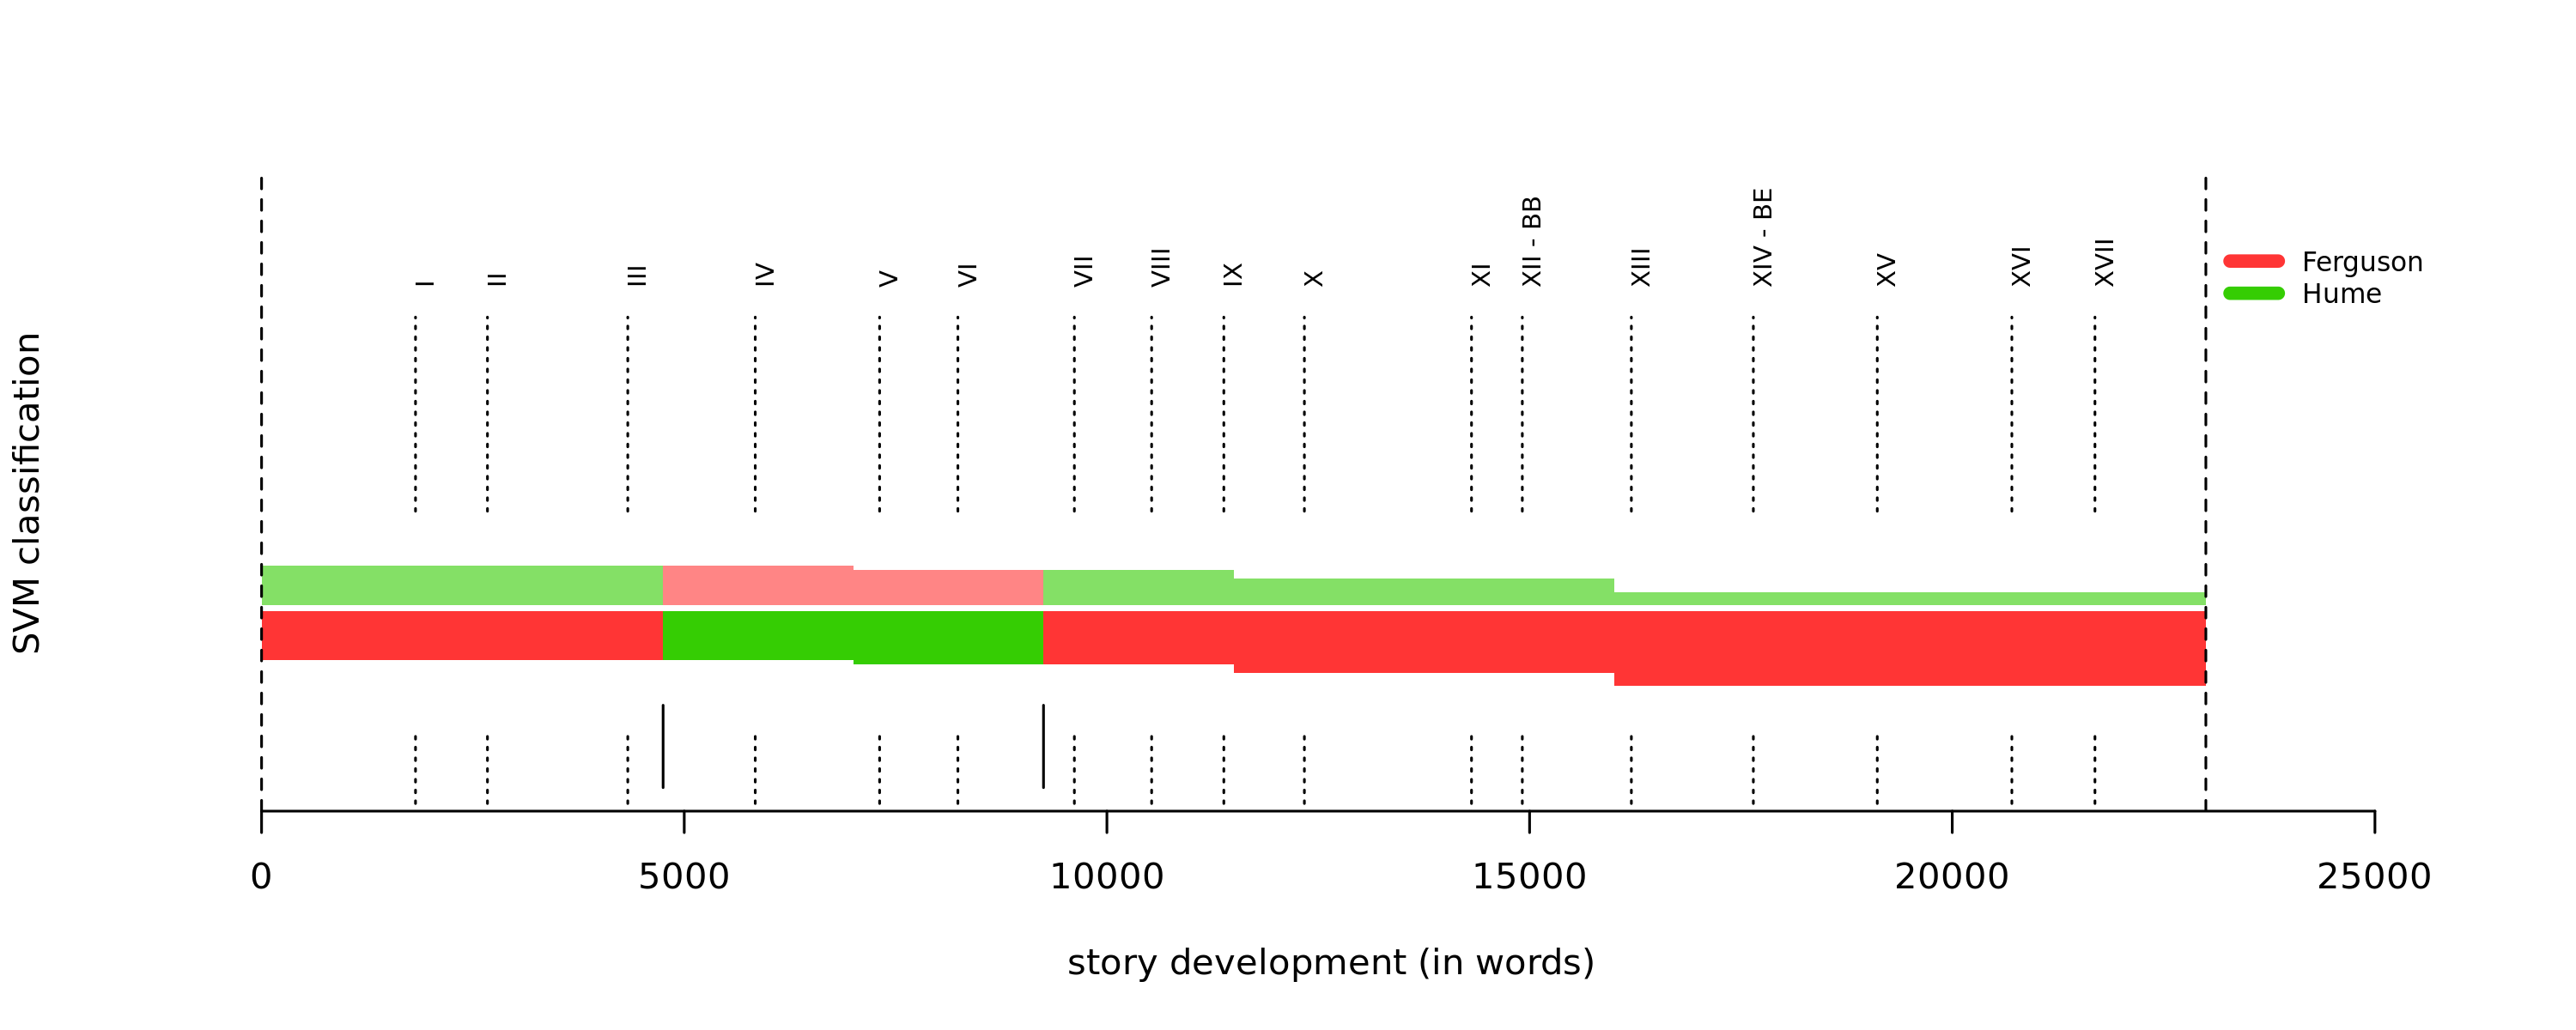 I
II
III
IV
V
VI
VII
VIII
IX
X
XI
XII - BB
XIII
XIV - BE
XV
XVI
XVII
Ferguson
Hume
SVM classification
0 5000 10000 15000 20000 25000
story development (in words)